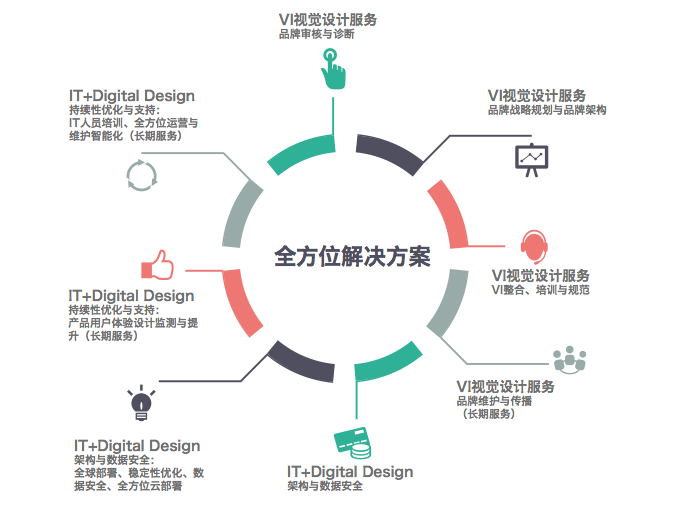 VI视觉设计服务
品牌审核与诊断
VI视觉设计服务
品牌战略规划与品牌架构
VI视觉设计服务
VI整合、培训与规范
VI视觉设计服务
品牌维护与传播
（长期服务）
IT+Digital Design
架构与数据安全
IT+Digital Design
架构与数据安全：
全球部署、稳定性优化、数
据安全、全方位云部署
IT+Digital Design
持续性优化与支持：
产品用户体验设计监测与提
升（长期服务）
IT+Digital Design
持续性优化与支持：
IT人员培训、全方位运营与
维护智能化（长期服务）
全方位解决方案